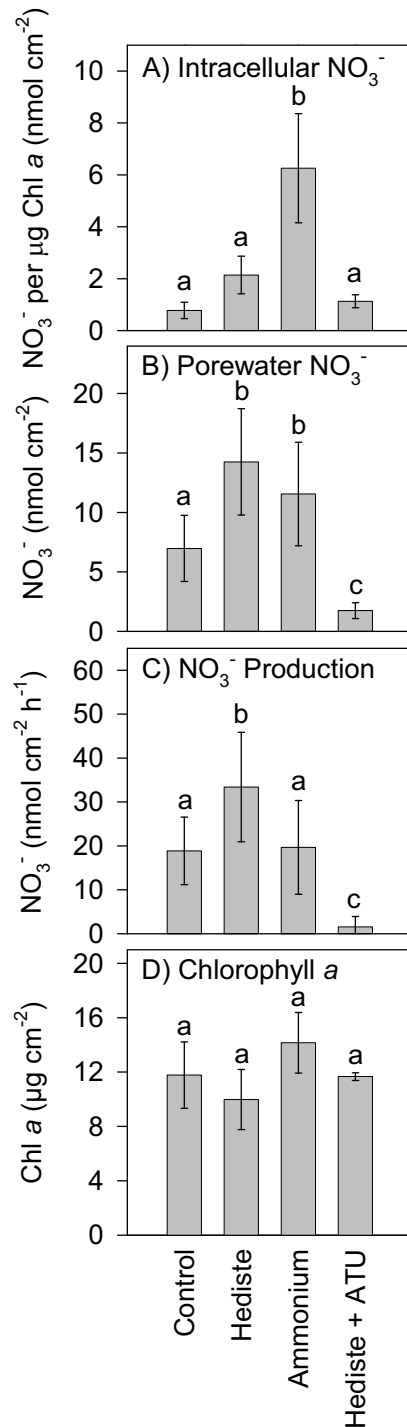 A) Intracellular NO₃⁻
NO₃⁻ per µg Chl a (nmol cm⁻²)
10
8
6
4
2
0
a
a
b
a
B) Porewater NO₃⁻
NO₃⁻ (nmol cm⁻²)
20
15
10
5
0
a
b
b
c
C) NO₃⁻ Production
NO₃⁻ (nmol cm⁻² h⁻¹)
60
50
40
30
20
10
0
a
b
a
c
D) Chlorophyll a
Chl a (µg cm⁻²)
20
16
12
8
4
0
a
a
a
a
Control
Hediste
Ammonium
Hediste + ATU